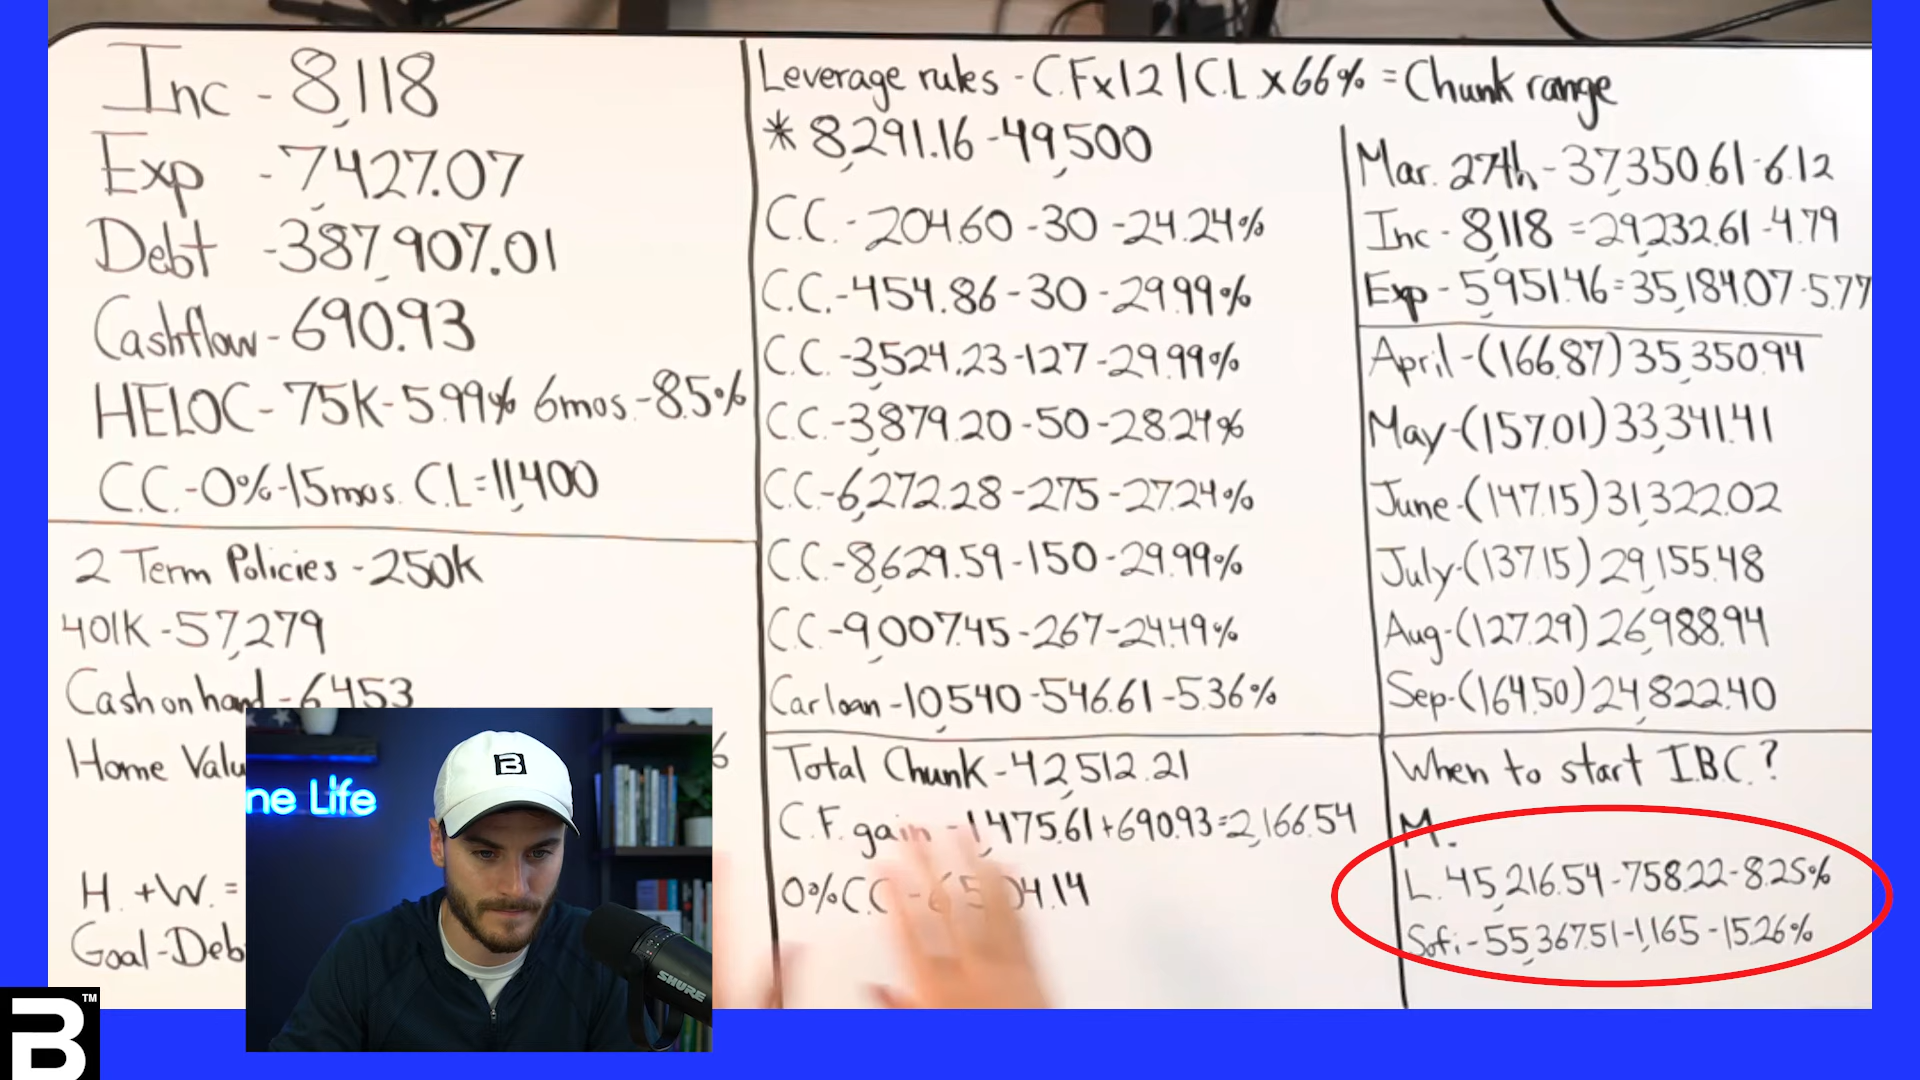 Inc - 8,118
Exp - 7,427.07
Debt - 387,907.01
Cashflow - 690.93
HELOC - 75K - 5.99% 6mos. - 8.5%
C.C. - 0% - 15mos. C.L = 11,400
2 Term Policies - 250K
401K - 57,279
Cash on hand - 6453
Home Valu
H. + W. =
Goal - Deb
Leverage rules - C.F x 12 | C.L x 66% = Chunk range
* 8,291.16 - 49,500
C.C. - 204.60 - 30 - 24.24%
C.C. - 454.86 - 30 - 29.99%
C.C. - 3,524.23 - 127 - 29.99%
C.C. - 3,879.20 - 50 - 28.24%
C.C. - 6,272.28 - 275 - 27.24%
C.C. - 8,629.59 - 150 - 29.99%
C.C. - 9,007.45 - 267 - 24.49%
Car loan - 10,540 - 546.61 - 5.36%
Total Chunk - 42,512.21
C.F. gain - 1,475.61 + 690.93 = 2,166.54
0% C.C
Mar. 27th - 37,350.61 - 6.12
Inc - 8,118 = 29,232.61 - 4.79
Exp - 5,951.46 = 35,184.07 - 5.77
April - (166.87) 35,350.94
May - (157.01) 33,341.41
June - (147.15) 31,322.02
July - (137.15) 29,155.48
Aug - (127.29) 26,988.94
Sep - (164.50) 24,822.40
When to start I.B.C.?
M.
L. 45,216.54 - 758.22 - 8.25%
Sofi - 55,367.51 - 1,165 - 15.26%
ne Life
B
SHURE
B™